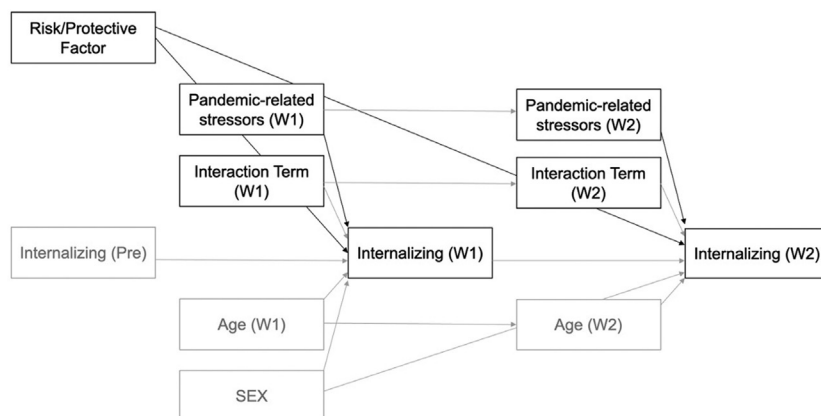 Risk/Protective
Factor
Pandemic-related
stressors (W1)
Pandemic-related
stressors (W2)
Interaction Term
(W1)
Interaction Term
(W2)
Internalizing (Pre)
Internalizing (W1)
Internalizing (W2)
Age (W1)
Age (W2)
SEX